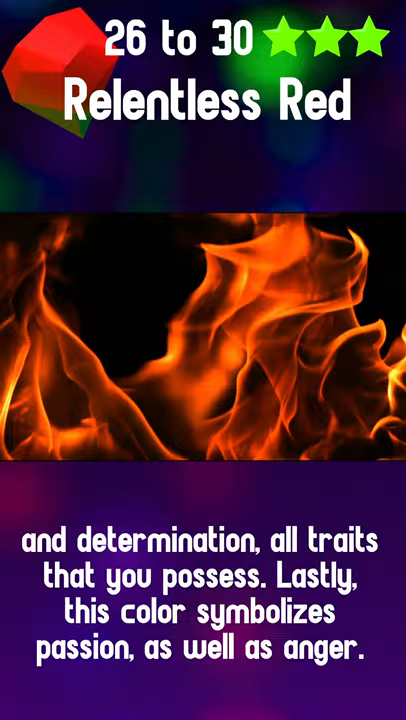 26 to 30
Relentless Red
and determination, all traits
that you possess. Lastly,
this color symbolizes
passion, as well as anger.